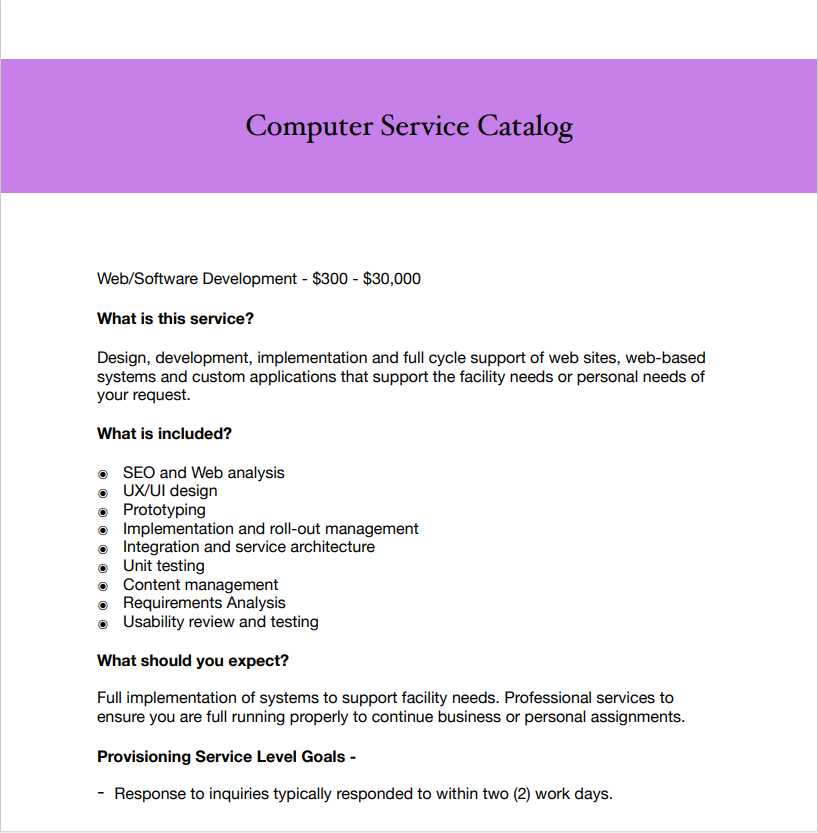 Computer Service Catalog
Web/Software Development - $300 - $30,000
What is this service?
Design, development, implementation and full cycle support of web sites, web-based
systems and custom applications that support the facility needs or personal needs of
your request.
What is included?
◉ SEO and Web analysis
◉ UX/UI design
◉ Prototyping
◉ Implementation and roll-out management
◉ Integration and service architecture
◉ Unit testing
◉ Content management
◉ Requirements Analysis
◉ Usability review and testing
What should you expect?
Full implementation of systems to support facility needs. Professional services to
ensure you are full running properly to continue business or personal assignments.
Provisioning Service Level Goals -
- Response to inquiries typically responded to within two (2) work days.